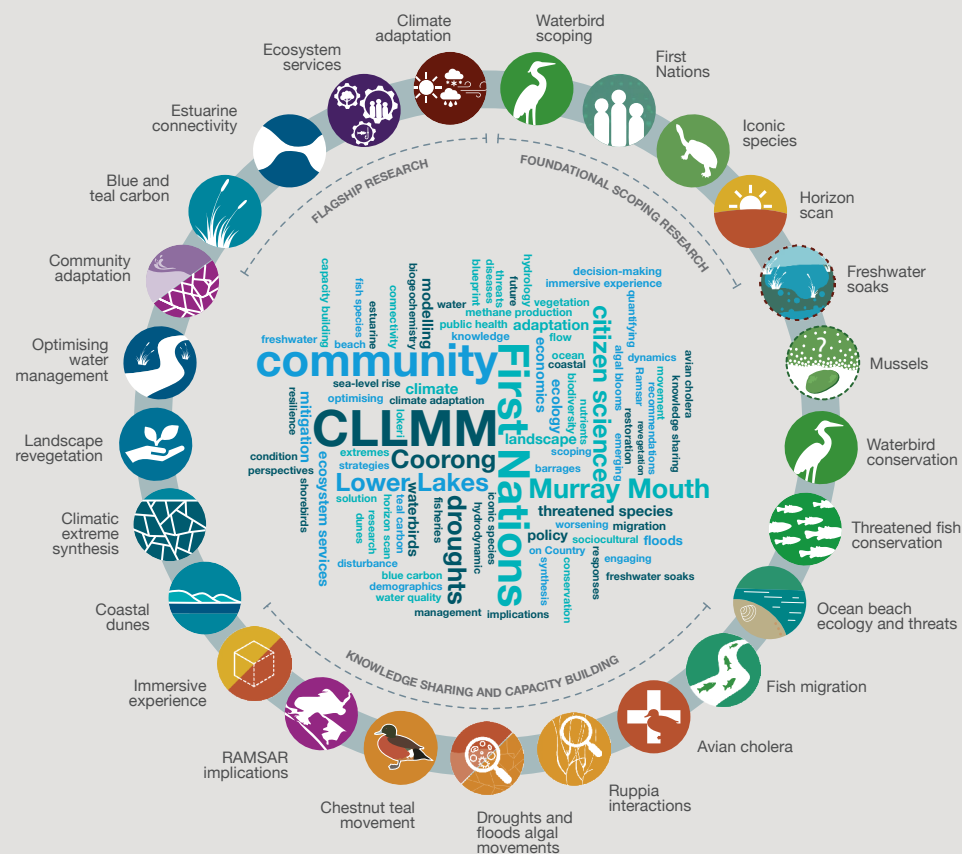 Climate
adaptation
Waterbird
scoping
First
Nations
Iconic
species
Horizon
scan
Freshwater
soaks
Mussels
?
Waterbird
conservation
Threatened fish
conservation
Ocean beach
ecology and threats
Fish migration
Avian cholera
Ruppia
interactions
Droughts and
floods algal
movements
Chestnut teal
movement
RAMSAR
implications
Immersive
experience
Coastal
dunes
Climatic
extreme
synthesis
Landscape
revegetation
Optimising
water
management
Community
adaptation
Blue and
teal carbon
Estuarine
connectivity
Ecosystem
services
FLAGSHIP RESEARCH
FOUNDATIONAL SCOPING RESEARCH
KNOWLEDGE SHARING AND CAPACITY BUILDING
capacity building
fish species
estuarine
connectivity
biogeochemistry
modelling
water
blueprint
diseases
threats
future
hydrology
decision-making
immersive experience
vegetation
methane production
public health
adaptation
flow
knowledge
quantifying
citizen science
freshwater
beach
community
First Nations
economics
ocean
coastal
ecology
biodiversity
nutrients
algal blooms
dynamics
Ramsar
recommendations
movement
knowledge sharing
avian cholera
sea-level rise
climate
optimising
climate adaptation
resilience
mitigation
CLLMM
lokeri
landscape
scoping
restoration
revegetation
emerging
extremes
Coorong
condition
perspectives
strategies
barrages
shorebirds
ecosystem services
Lower Lakes
Murray Mouth
solution
dunes
research
horizon scan
teal carbon
waterbirds
fisheries
droughts
hydrodynamic
iconic species
threatened species
worsening
migration
policy
sociocultural
floods
disturbance
on Country
synthesis
conservation
responses
engaging
freshwater soaks
blue carbon
demographics
water quality
management
implications